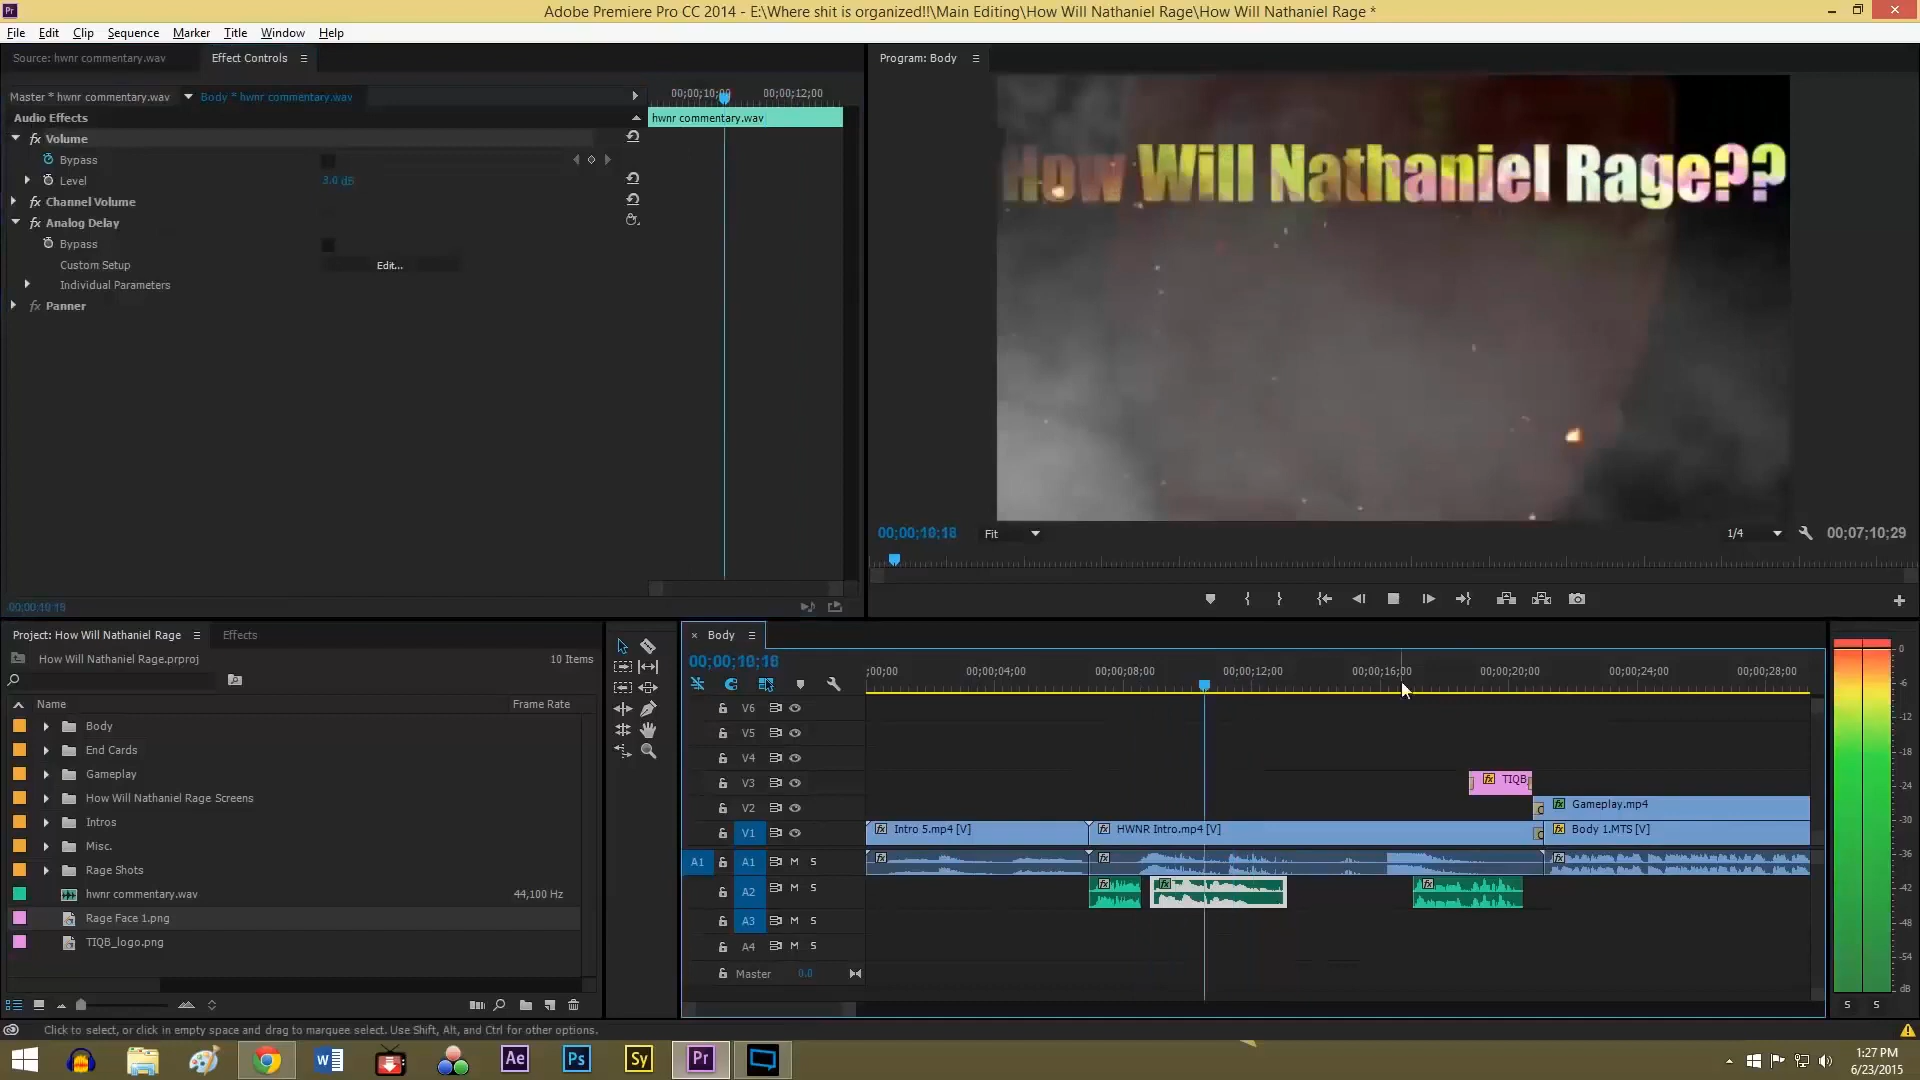 Adobe Premiere Pro CC 2014 - E:\Where shit is organized!!\Main Editing\How Will Nathaniel Rage\How Will Nathaniel Rage *
File Edit Clip Sequence Marker Title Window Help
Source: hwnr commentary.wav
Effect Controls
Program: Body
Master * hwnr commentary.wav
Body * hwnr commentary.wav
00;00;12;00
Audio Effects
hwnr commentary.wav
fx Volume
Bypass
Level
3.0 dB
fx Channel Volume
fx Analog Delay
Bypass
Custom Setup
Edit...
Individual Parameters
fx Panner
How Will Nathaniel Rage??
00;00;10;18
Fit
1/4
00;07;10;29
00;00;10;18
Project: How Will Nathaniel Rage
Effects
How Will Nathaniel Rage.prproj
10 Items
Name
Frame Rate
Body
End Cards
Gameplay
How Will Nathaniel Rage Screens
Intros
Misc.
Rage Shots
hwnr commentary.wav
44,100 Hz
Rage Face 1.png
TIQB_logo.png
× Body
00;00;10;18
;00;00
00;00;04;00
00;00;08;00
00;00;12;00
00;00;16;00
00;00;20;00
00;00;24;00
00;00;28;00
V6
V5
V4
V3
fx TIQB
V2
fx Gameplay.mp4
V1
fx Intro 5.mp4 [V]
fx HWNR Intro.mp4 [V]
fx Body 1.MTS [V]
A1 A1 M S
A2 M S
A3 M S
A4 M S
Master 0.0
0
-6
-12
-18
-24
-30
-36
-42
-48
-54
dB
S S
Click to select, or click in empty space and drag to marquee select. Use Shift, Alt, and Ctrl for other options.
W
Ae
Ps
Sy
Pr
1:27 PM
6/23/2015